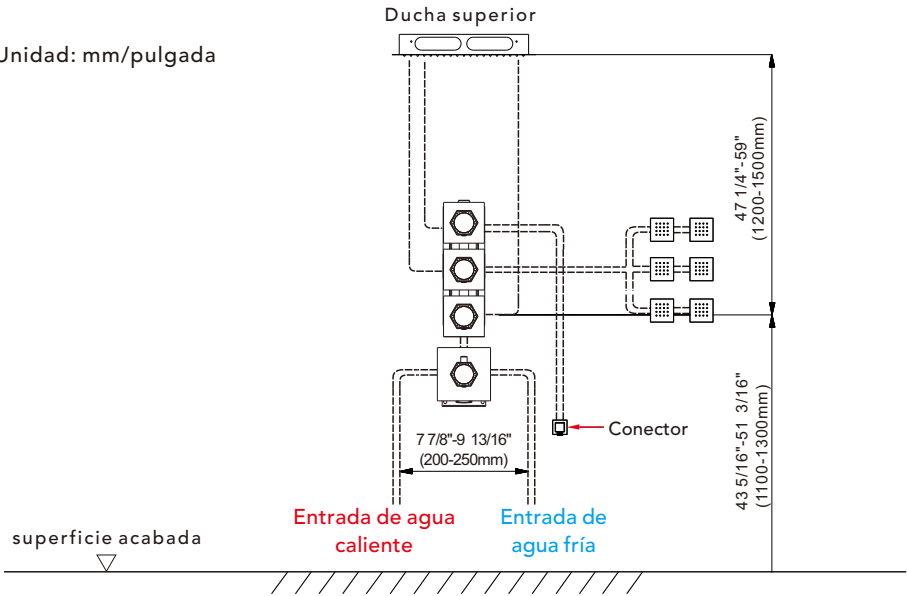 Ducha superior
Unidad: mm/pulgada
47 1/4"-59"
(1200-1500mm)
Conector
7 7/8"-9 13/16"
(200-250mm)
43 5/16"-51 3/16"
(1100-1300mm)
Entrada de agua
caliente
Entrada de
agua fría
superficie acabada